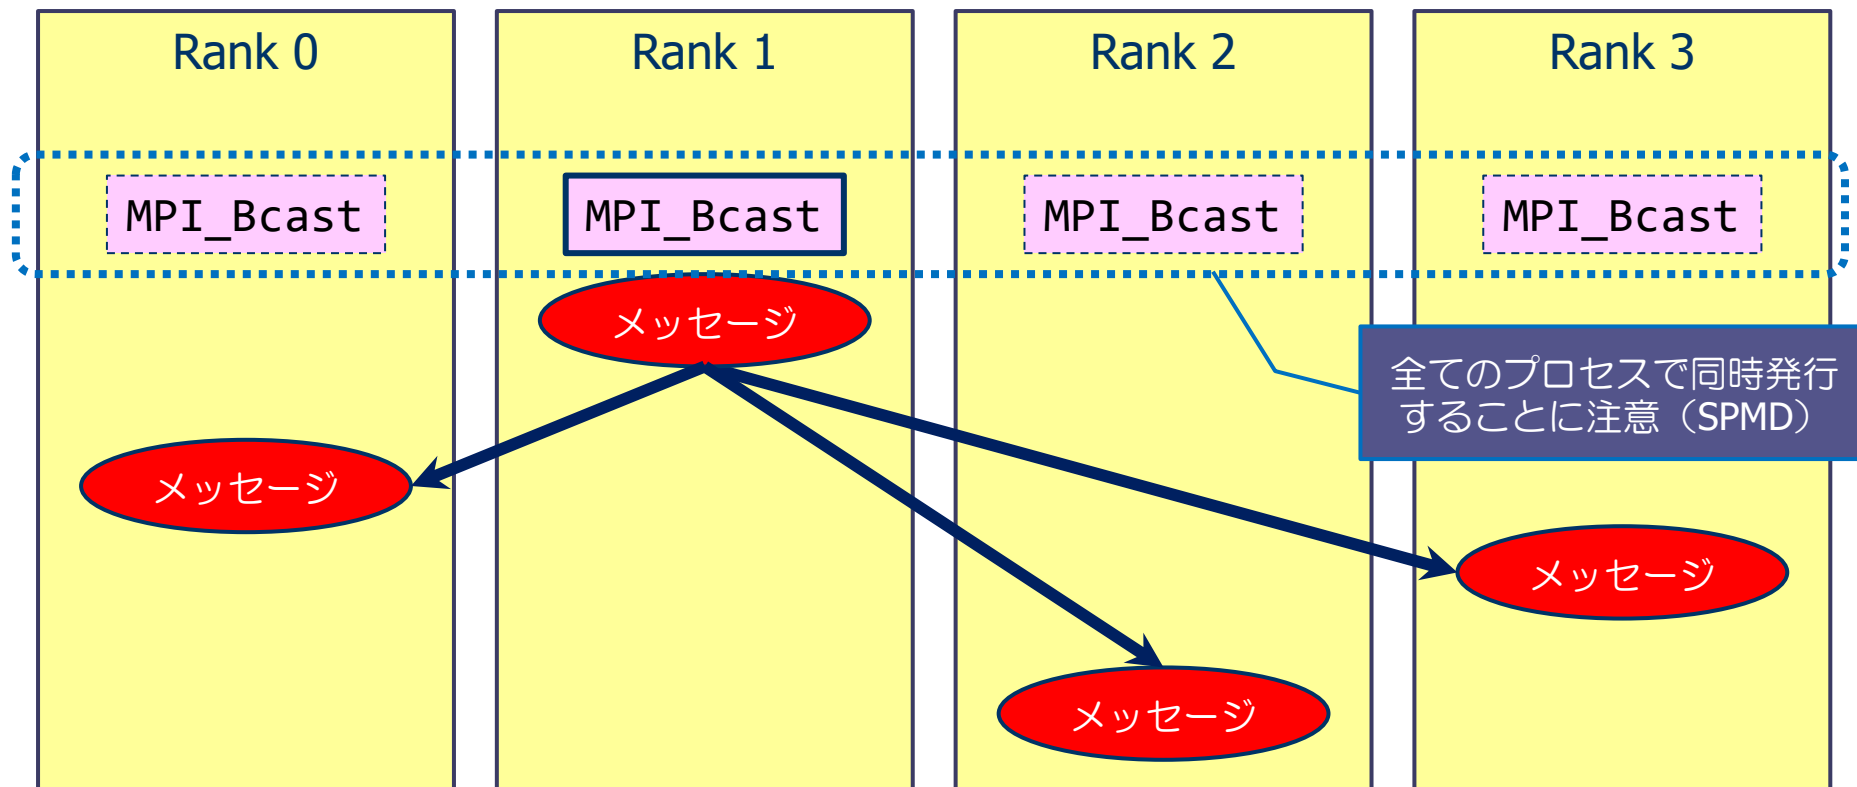 Rank 0
Rank 1
Rank 2
Rank 3
MPI_Bcast
MPI_Bcast
MPI_Bcast
MPI_Bcast
メッセージ
全てのプロセスで同時発行
することに注意（SPMD）
メッセージ
メッセージ
メッセージ